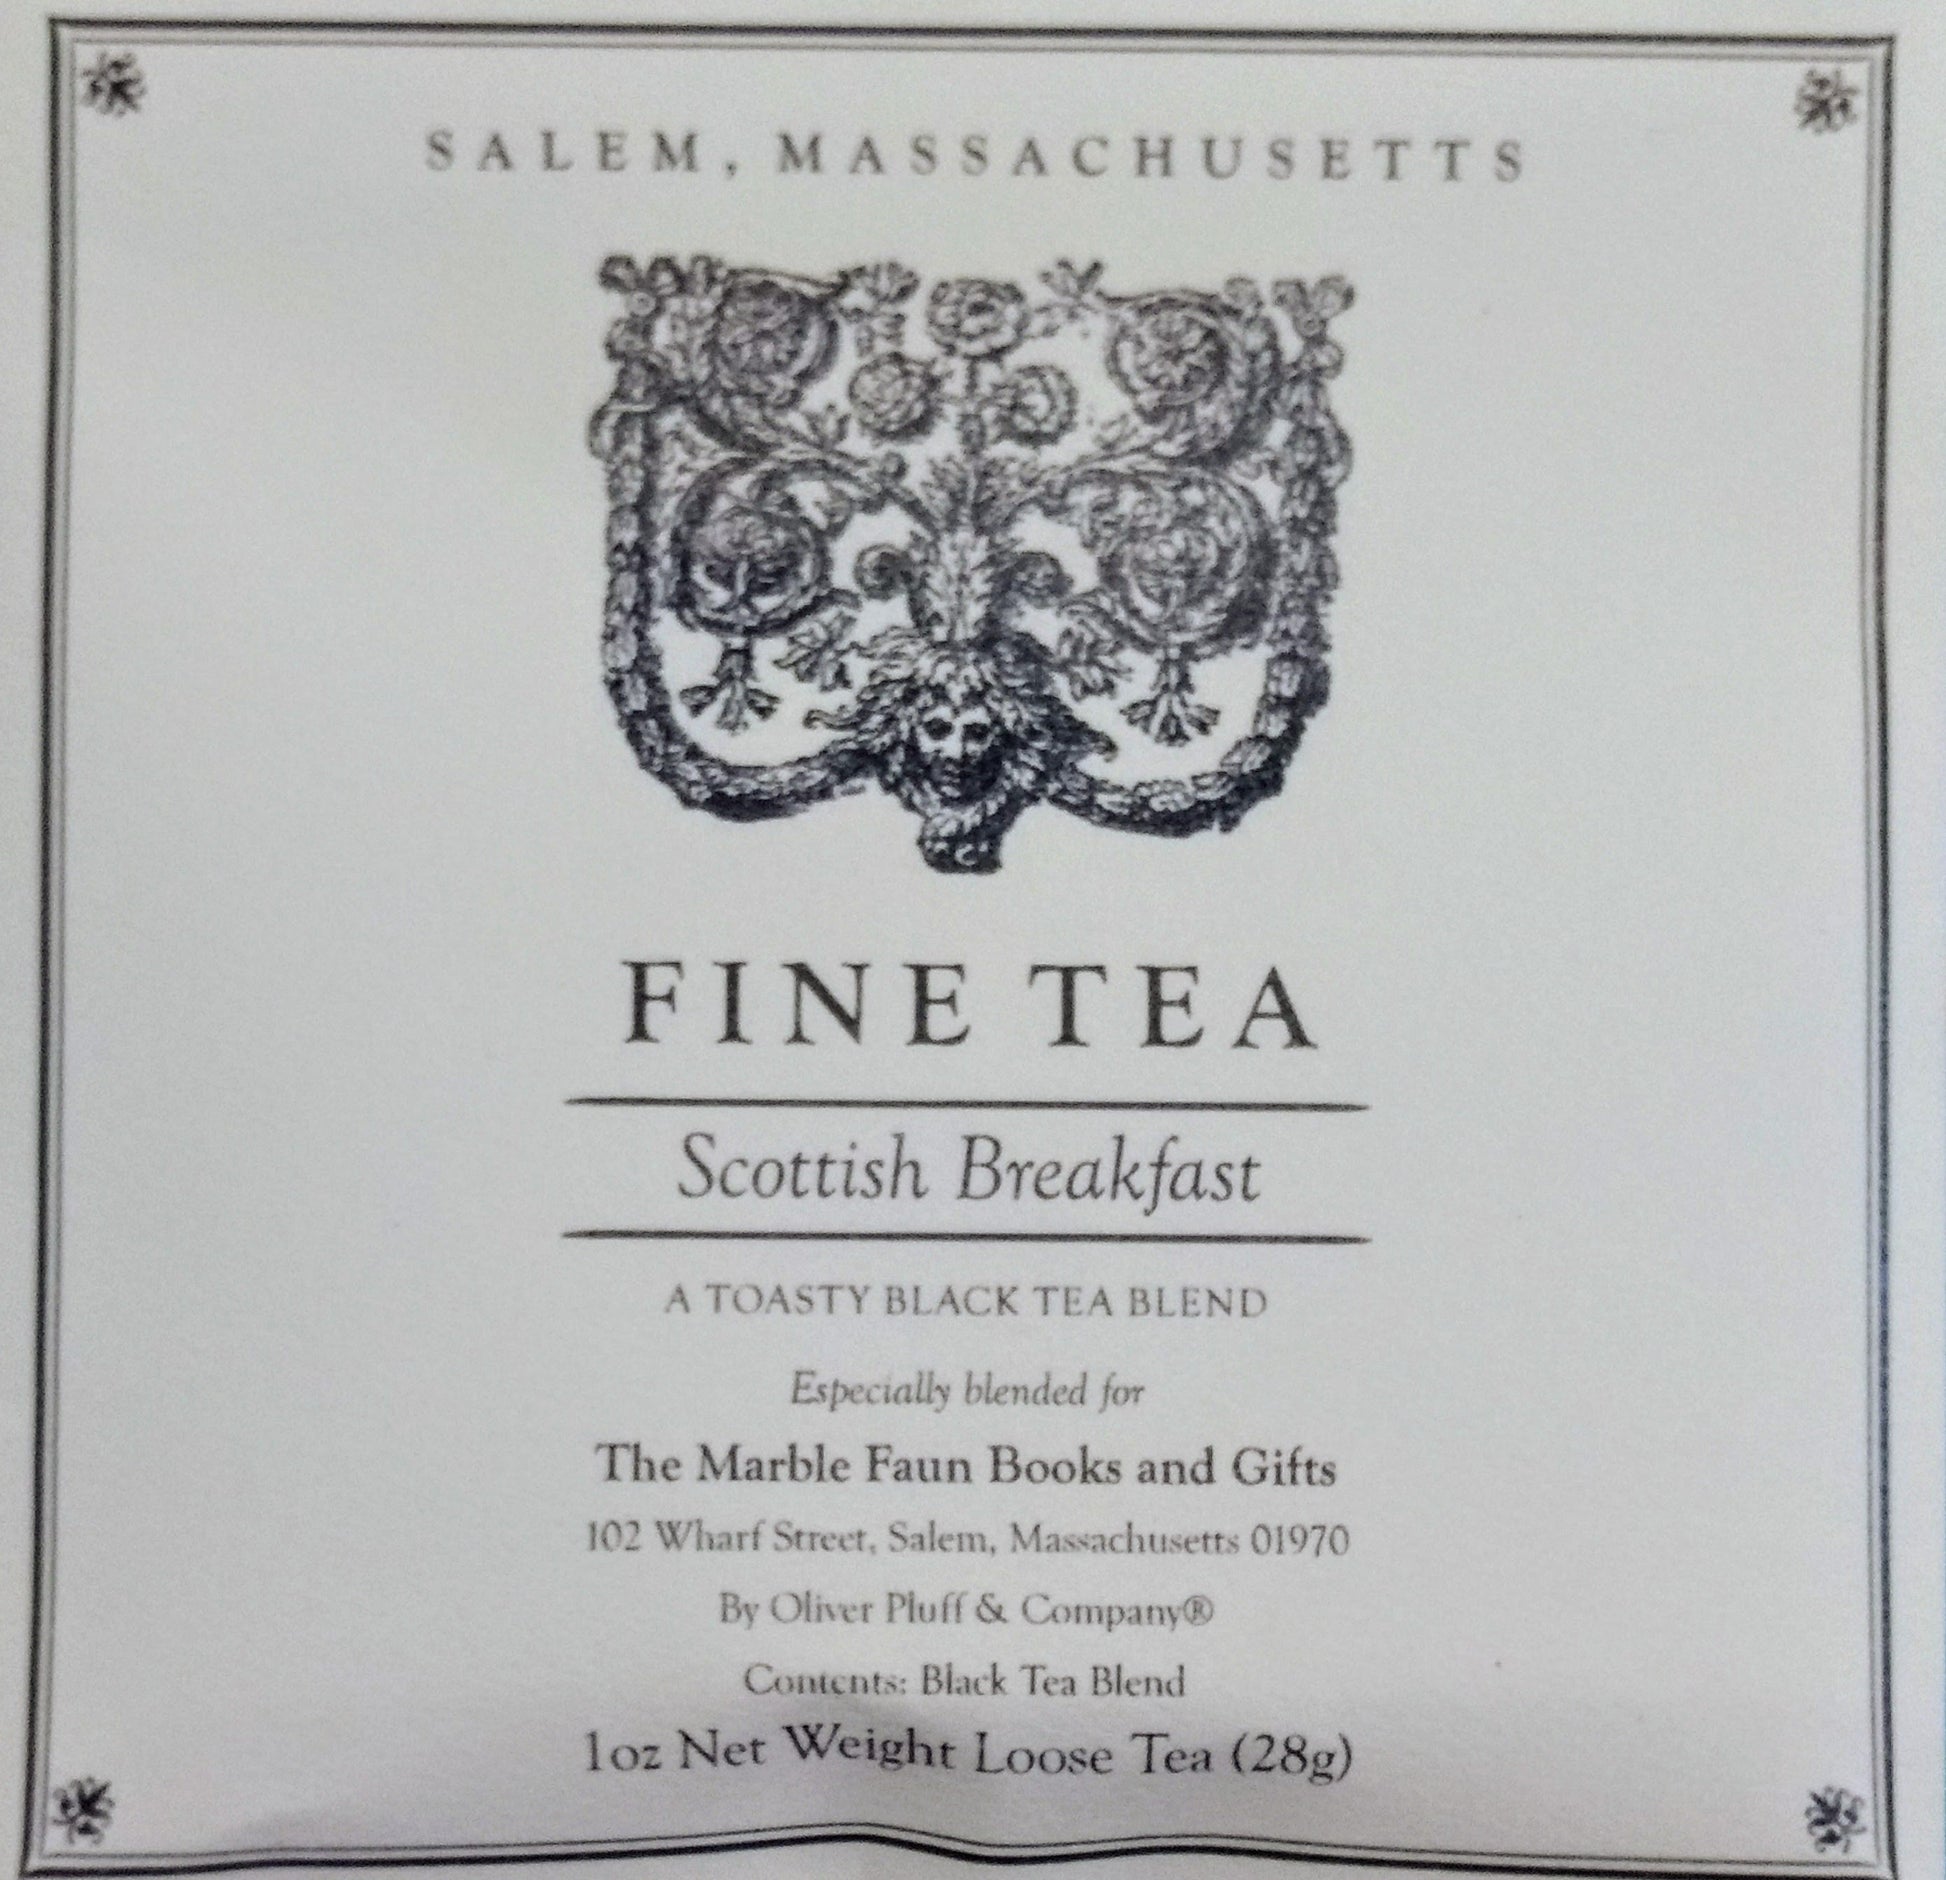 SALEM, MASSACHUSETTS
FINE TEA
Scottish Breakfast
A TOASTY BLACK TEA BLEND
Especially blended for
The Marble Faun Books and Gifts
102 Wharf Street, Salem, Massachusetts 01970
By Oliver Pluff & Company®
Contents: Black Tea Blend
1oz Net Weight Loose Tea (28g)